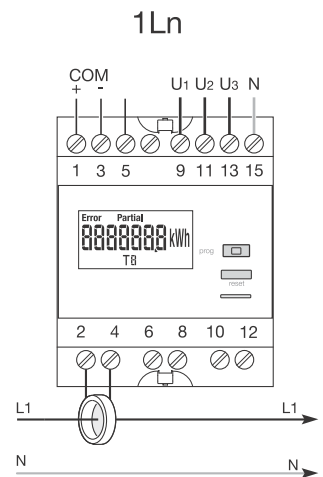 1Ln
COM
+ - U1 U2 U3 N
1 3 5 9 11 13 15
Error Partial
8888888 kWh
T8
prog
reset
2 4 6 8 10 12
L1 L1
N N